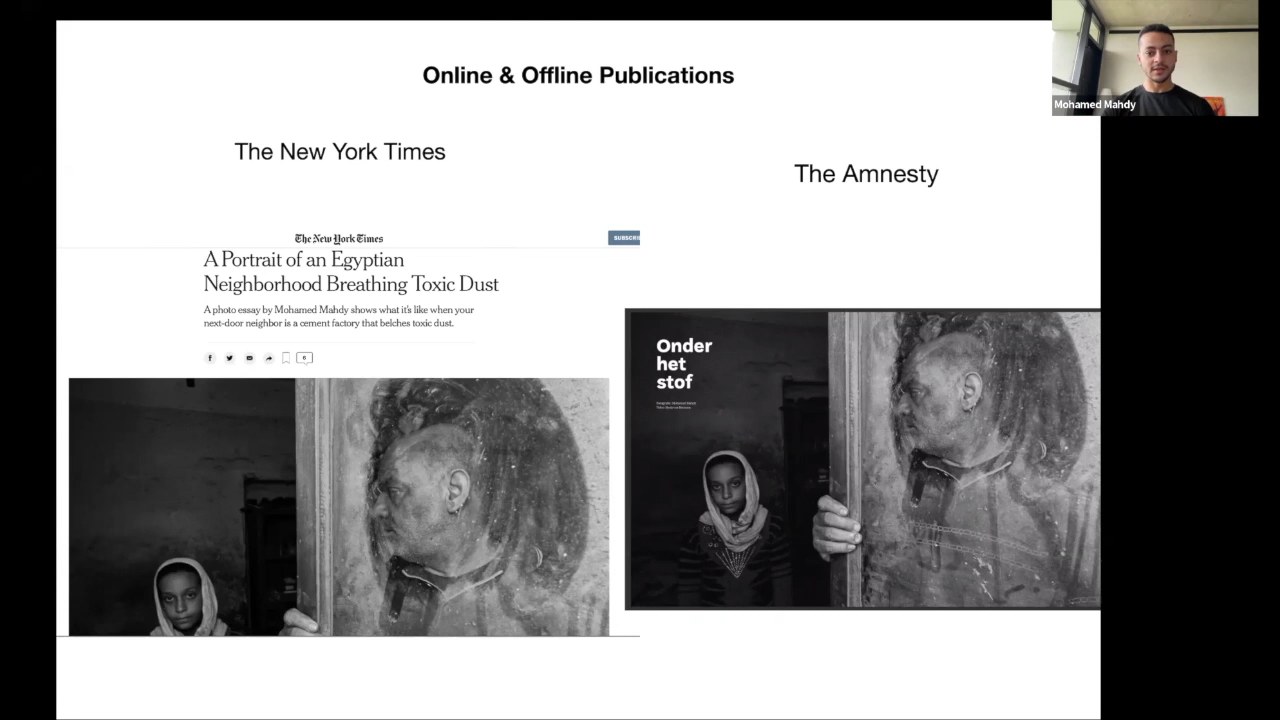 Online & Offline Publications
Mohamed Mahdy
The New York Times
The Amnesty
The New York Times
A Portrait of an Egyptian
Neighborhood Breathing Toxic Dust
A photo essay by Mohamed Mahdy shows what it's like when your
next-door neighbor is a cement factory that belches toxic dust.
6
Onder
het
stof